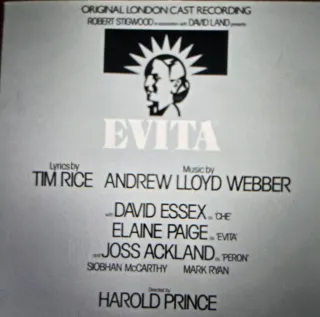 ORIGINAL LONDON CAST RECORDING
ROBERT STIGWOOD in association with DAVID LAND presents
EVITA
Lyrics by Music by
TIM RICE ANDREW LLOYD WEBBER
with DAVID ESSEX as 'CHE'
ELAINE PAIGE as 'EVITA'
and JOSS ACKLAND as 'PERON'
SIOBHAN McCARTHY MARK RYAN
Directed by
HAROLD PRINCE